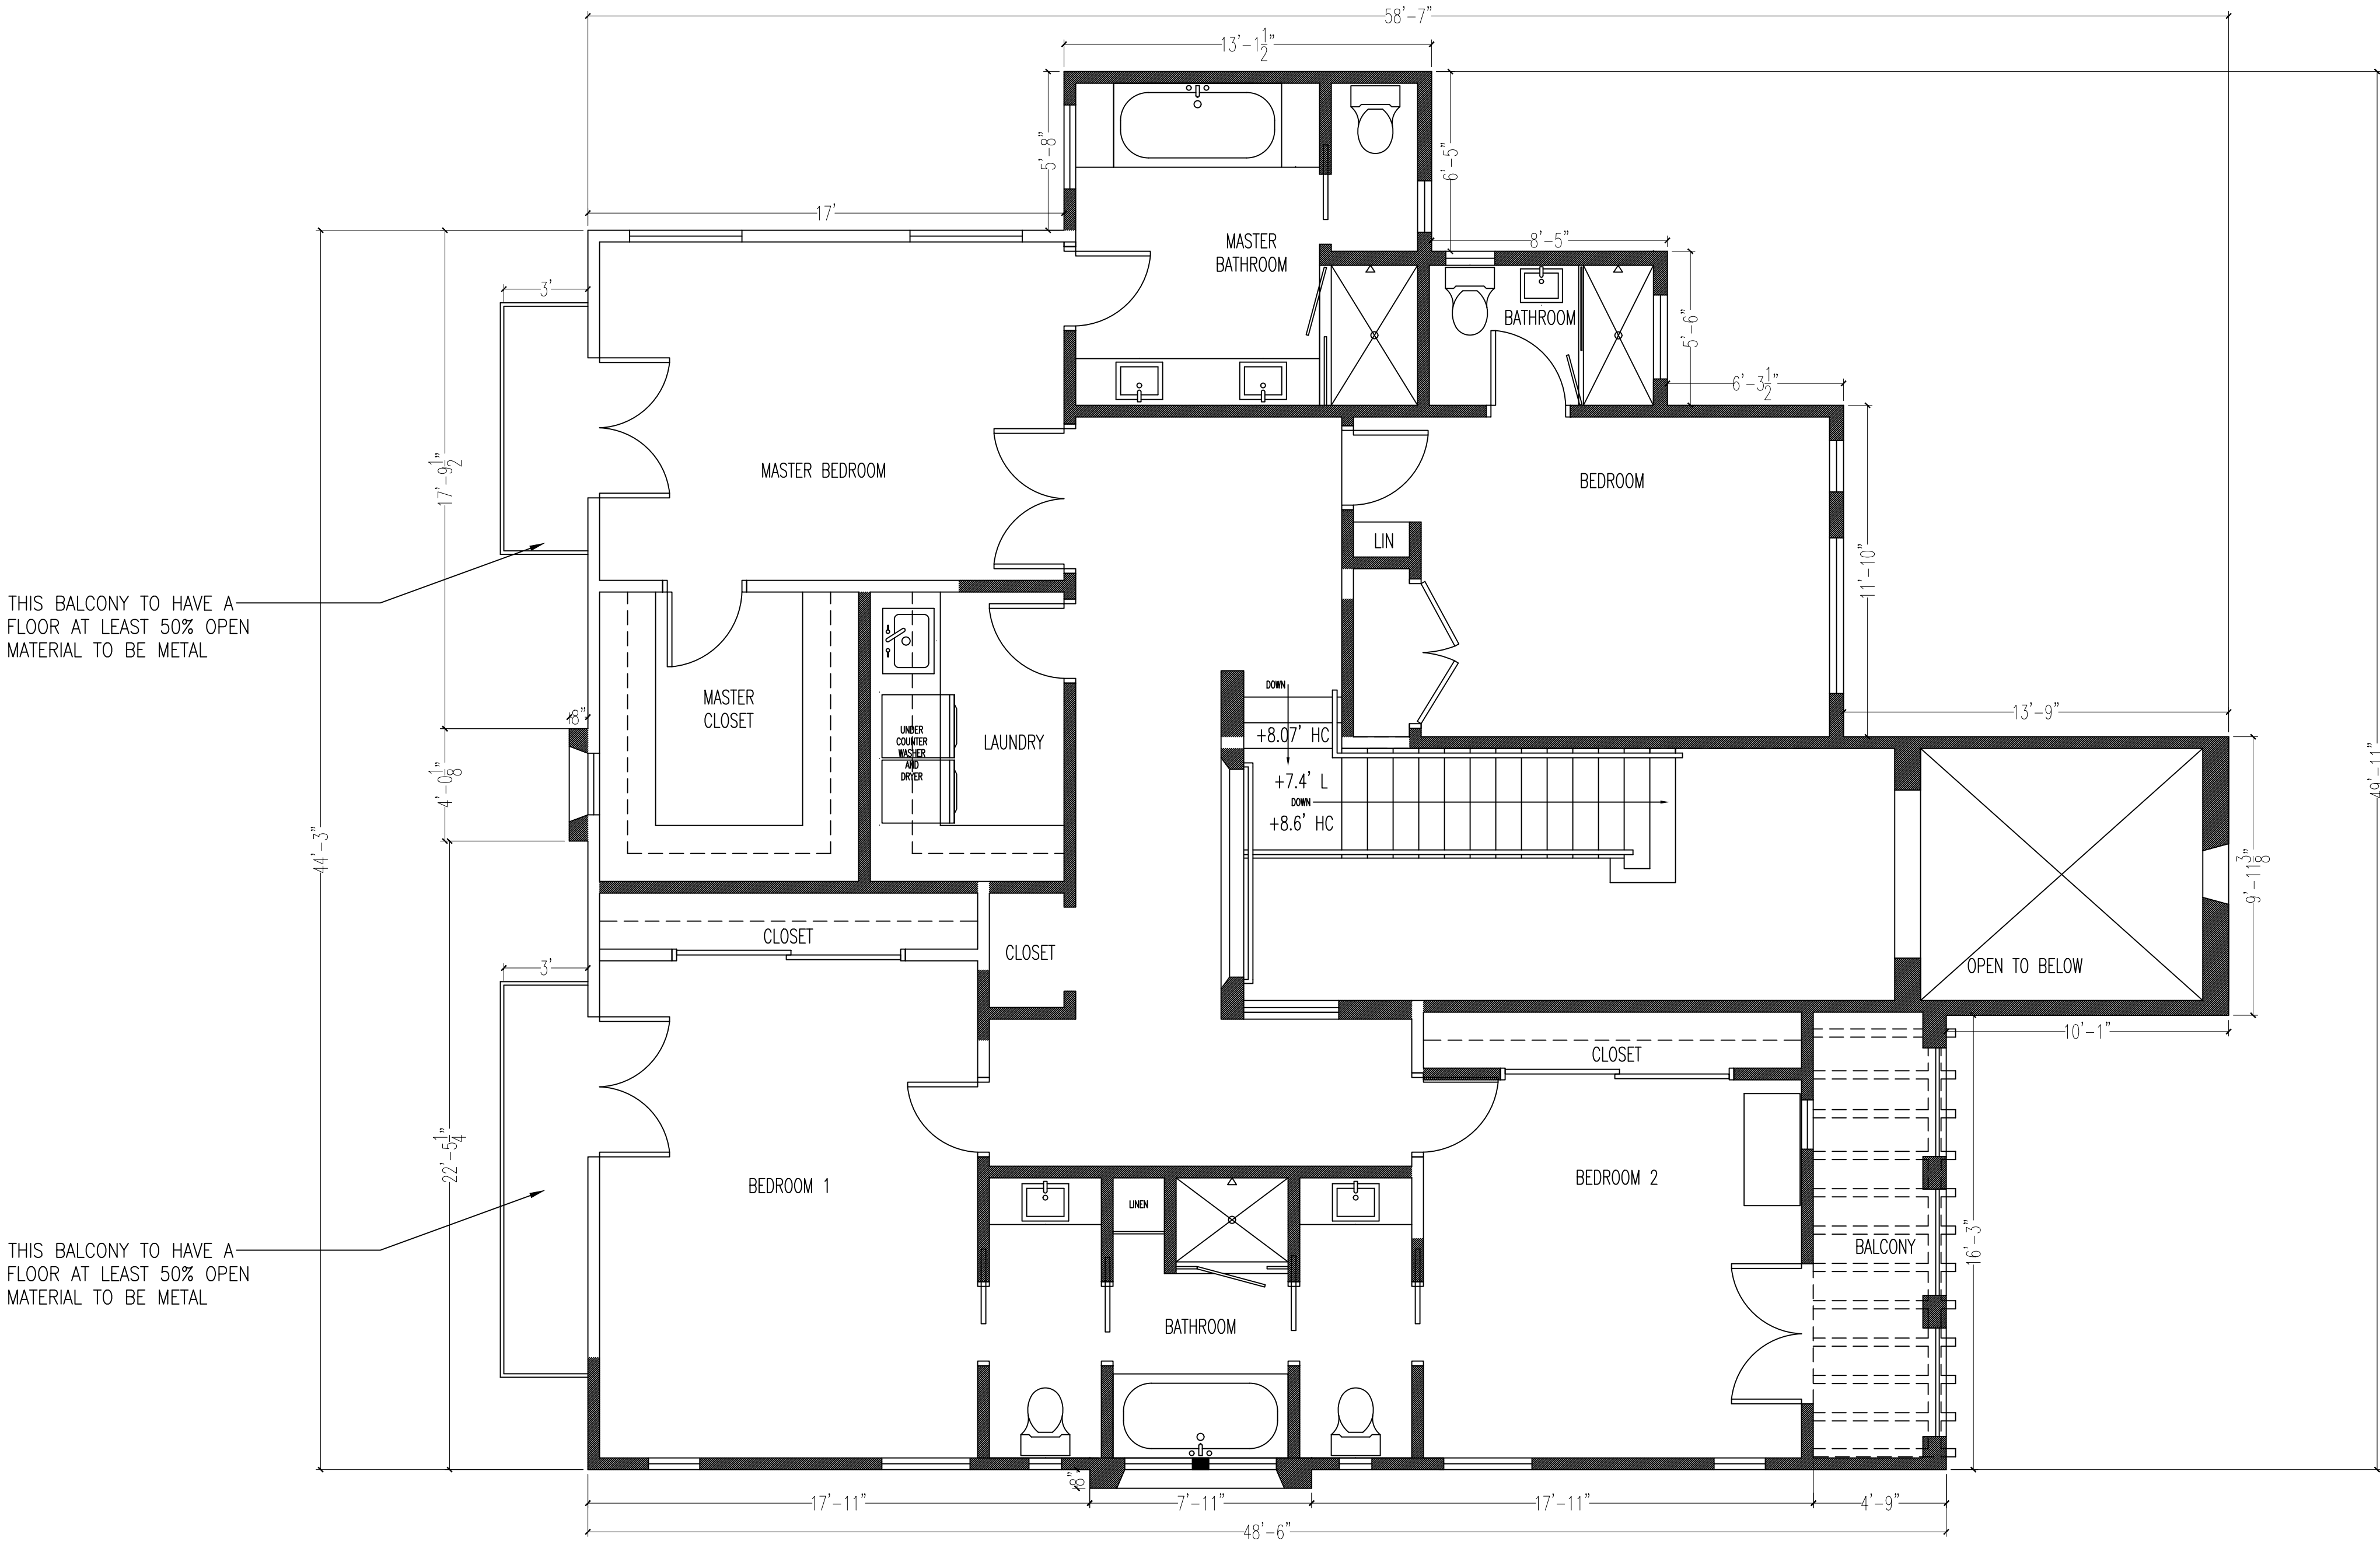 58'-7"
13'-1 1/2"
5'-8"
6'-5"
17'
8'-5"
MASTER
BATHROOM
3'
BATHROOM
5'-6"
6'-3 1/2"
17'-9 1/2"
MASTER BEDROOM
BEDROOM
LIN
11'-10"
THIS BALCONY TO HAVE A
FLOOR AT LEAST 50% OPEN
MATERIAL TO BE METAL
DOWN
MASTER
CLOSET
8"
13'-9"
UNDER
COUNTER
WASHER
AND
DRYER
LAUNDRY
+8.07' HC
+7.4' L
DOWN
+8.6' HC
4'-0 1/8"
44'-3"
49'-11"
9'-11 3/8"
CLOSET
CLOSET
3'
OPEN TO BELOW
10'-1"
CLOSET
22'-5 1/4"
BEDROOM 1
BEDROOM 2
LINEN
BALCONY
16'-3"
THIS BALCONY TO HAVE A
FLOOR AT LEAST 50% OPEN
MATERIAL TO BE METAL
BATHROOM
8"
17'-11"
7'-11"
17'-11"
4'-9"
48'-6"